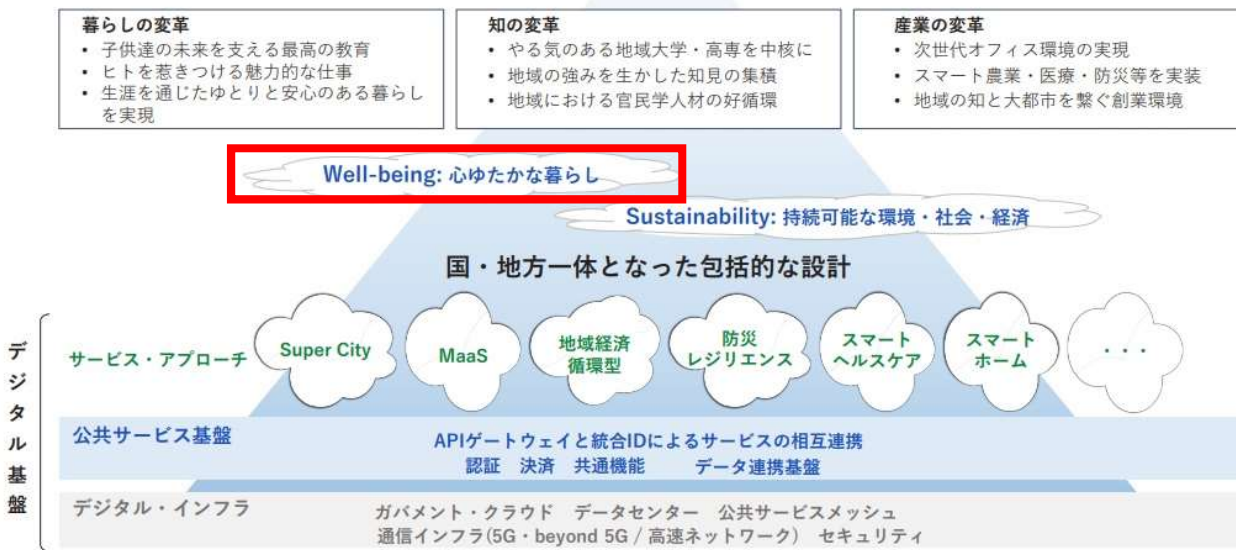 暮らしの変革
• 子供達の未来を支える最高の教育
• ヒトを惹きつける魅力的な仕事
• 生涯を通じたゆとりと安心のある暮らし
を実現
知の変革
• やる気のある地域大学・高専を中核に
• 地域の強みを生かした知見の集積
• 地域における官民学人材の好循環
産業の変革
• 次世代オフィス環境の実現
• スマート農業・医療・防災等を実装
• 地域の知と大都市を繋ぐ創業環境
Well-being: 心ゆたかな暮らし
Sustainability: 持続可能な環境・社会・経済
国・地方一体となった包括的な設計
デジタル基盤
サービス・アプローチ
Super City
MaaS
地域経済
循環型
防災
レジリエンス
スマート
ヘルスケア
スマート
ホーム
・・・
公共サービス基盤
APIゲートウェイと統合IDによるサービスの相互連携
認証 決済 共通機能 データ連携基盤
デジタル・インフラ
ガバメント・クラウド データセンター 公共サービスメッシュ
通信インフラ(5G・beyond 5G / 高速ネットワーク) セキュリティ